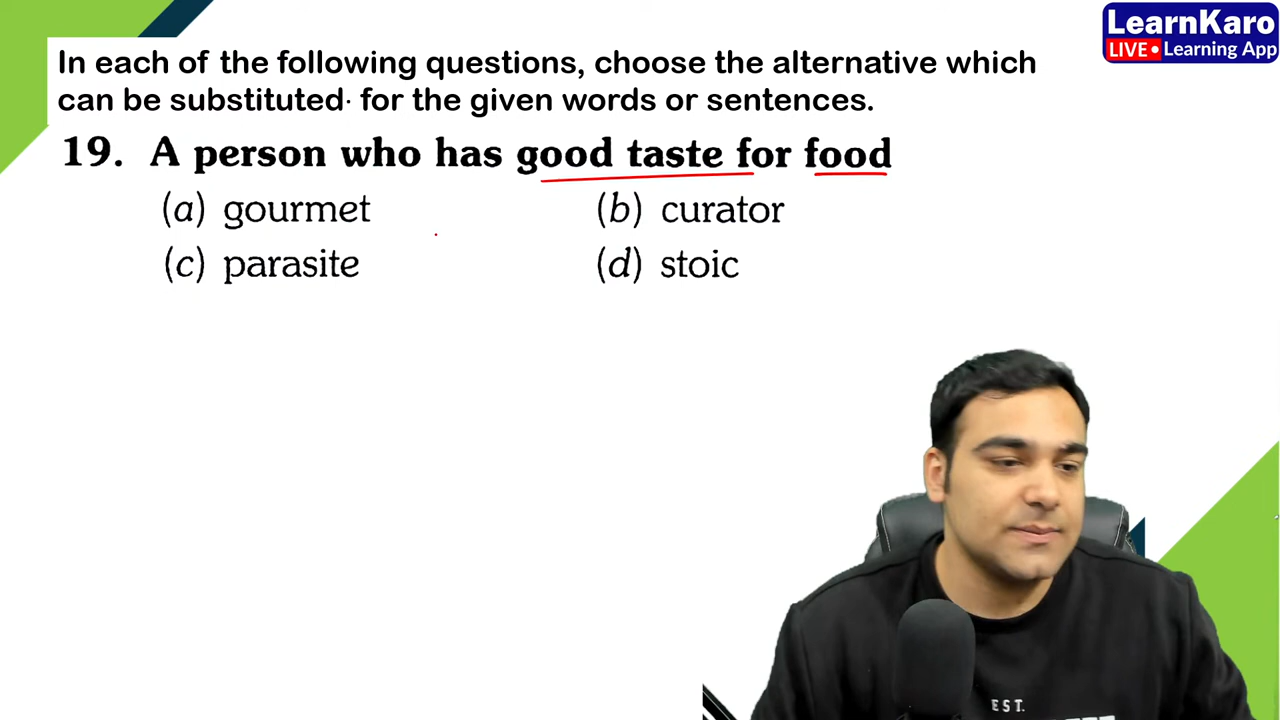 LearnKaro
LIVE • Learning App
In each of the following questions, choose the alternative which
can be substituted· for the given words or sentences.
19. A person who has good taste for food
(a) gourmet (b) curator
(c) parasite (d) stoic
EST.